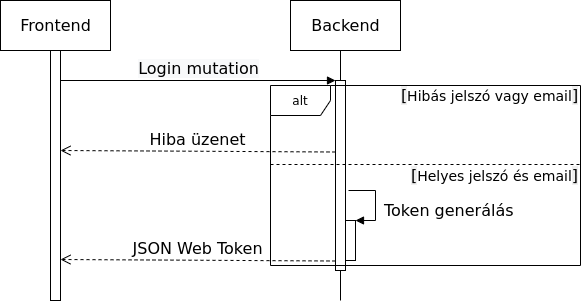 Frontend
Backend
Login mutation
alt
[Hibás jelszó vagy email]
Hiba üzenet
[Helyes jelszó és email]
Token generálás
JSON Web Token